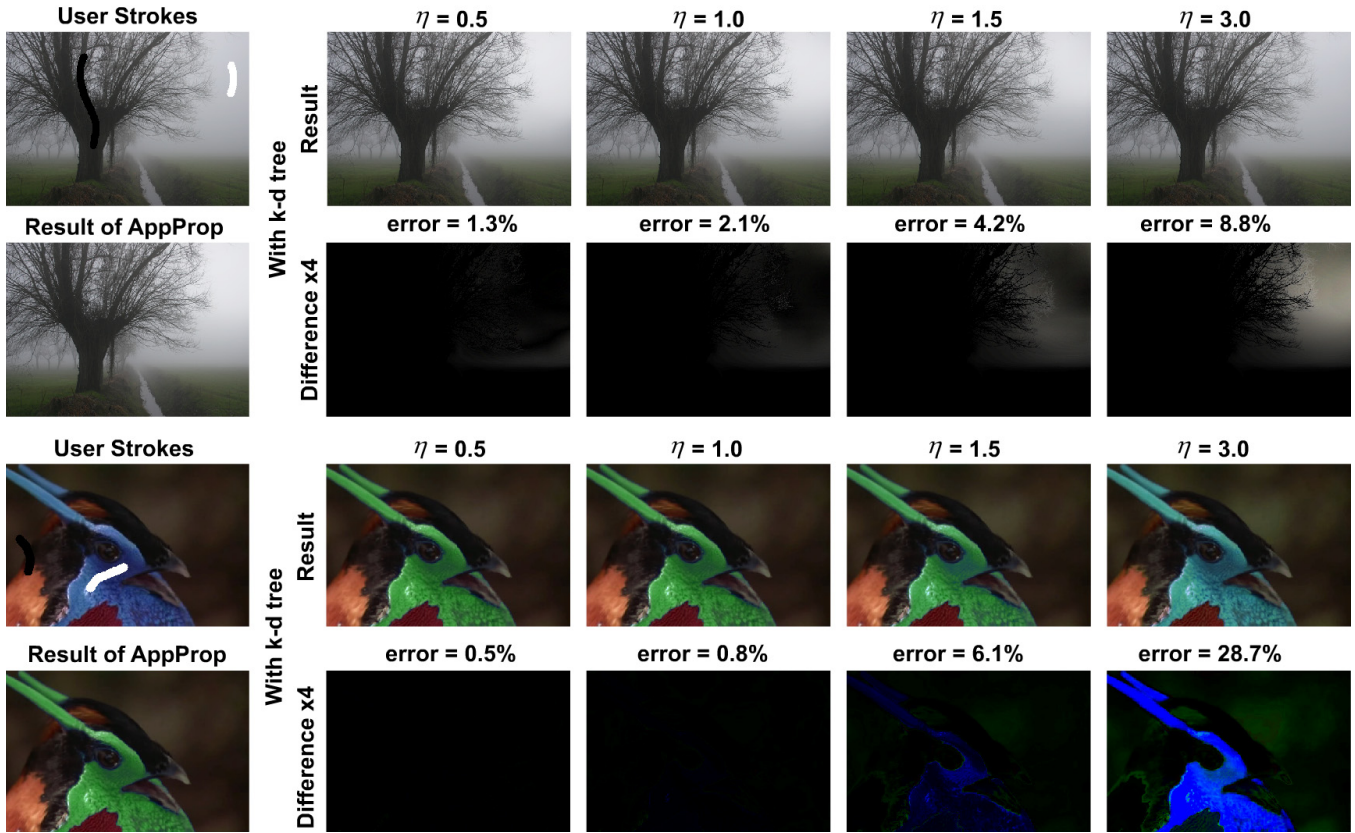 User Strokes
η = 0.5
η = 1.0
η = 1.5
η = 3.0
With k-d tree
Result
Result of AppProp
error = 1.3%
error = 2.1%
error = 4.2%
error = 8.8%
Difference x4
User Strokes
η = 0.5
η = 1.0
η = 1.5
η = 3.0
With k-d tree
Result
Result of AppProp
error = 0.5%
error = 0.8%
error = 6.1%
error = 28.7%
Difference x4